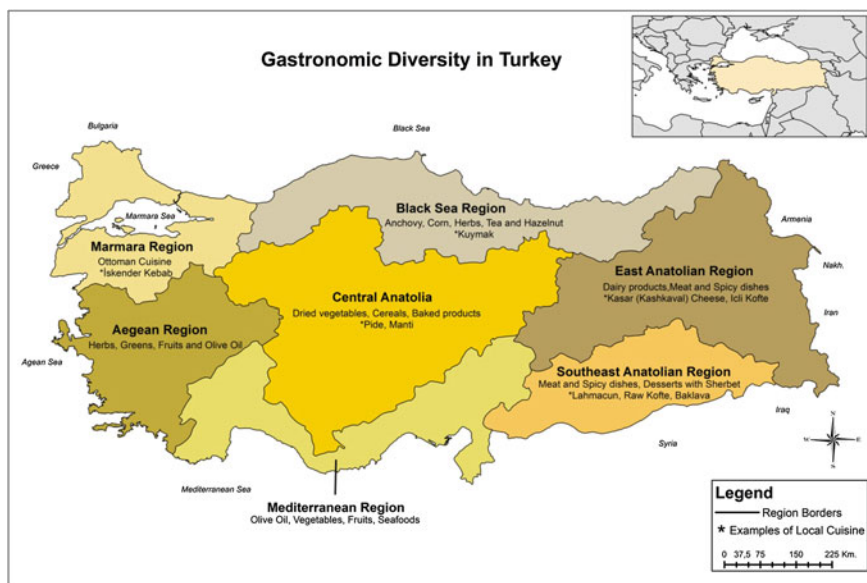 Gastronomic Diversity in Turkey
Bulgaria
Black Sea
Greece
Marmara Sea
Marmara Region
Ottoman Cuisine
*İskender Kebab
Black Sea Region
Anchovy, Corn, Herbs, Tea and Hazelnut
*Kuymak
Armenia
Nakh.
East Anatolian Region
Dairy products,Meat and Spicy dishes
*Kasar (Kashkaval) Cheese, Icli Kofte
Iran
Central Anatolia
Dried vegetables, Cereals, Baked products
*Pide, Manti
Aegean Region
Herbs, Greens, Fruits and Olive Oil
Agean Sea
Southeast Anatolian Region
Meat and Spicy dishes, Desserts with Sherbet
*Lahmacun, Raw Kofte, Baklava
Iraq
Syria
N
W E
S
Mediterranean Sea
Mediterranean Region
Olive Oil, Vegetables, Fruits, Seafoods
Legend
Region Borders
* Examples of Local Cuisine
0 37,5 75 150 225 Km.